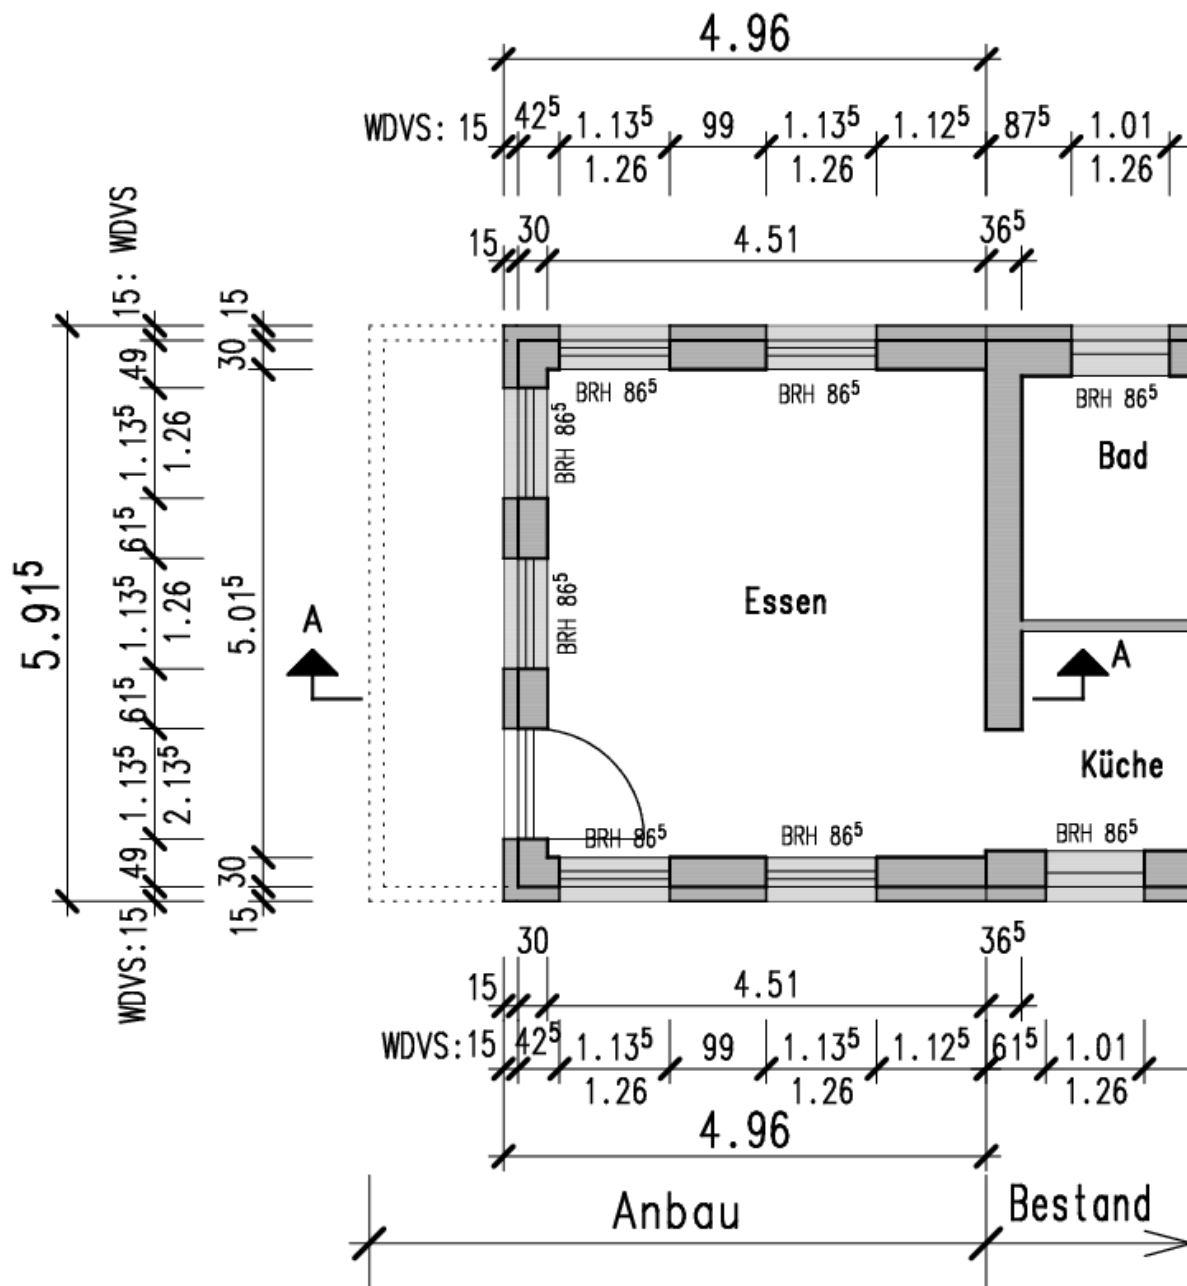 4.96
WDVS: 15 42⁵ 1.13⁵ 99 1.13⁵ 1.12⁵ 87⁵ 1.01
1.26 1.26 1.26
15 30 4.51 36⁵
15: WDVS
49
1.13⁵ 1.26
61⁵
1.13⁵ 1.26
61⁵
1.13⁵ 2.13⁵
49
WDVS:15
15
30
5.01⁵
30
15
5.91⁵
BRH 86⁵ BRH 86⁵ BRH 86⁵
BRH 86⁵
Bad
BRH 86⁵
Essen
A A
Küche
BRH 86⁵ BRH 86⁵ BRH 86⁵
30 36⁵
15 4.51
WDVS:15 42⁵ 1.13⁵ 99 1.13⁵ 1.12⁵ 61⁵ 1.01
1.26 1.26 1.26
4.96
Anbau Bestand